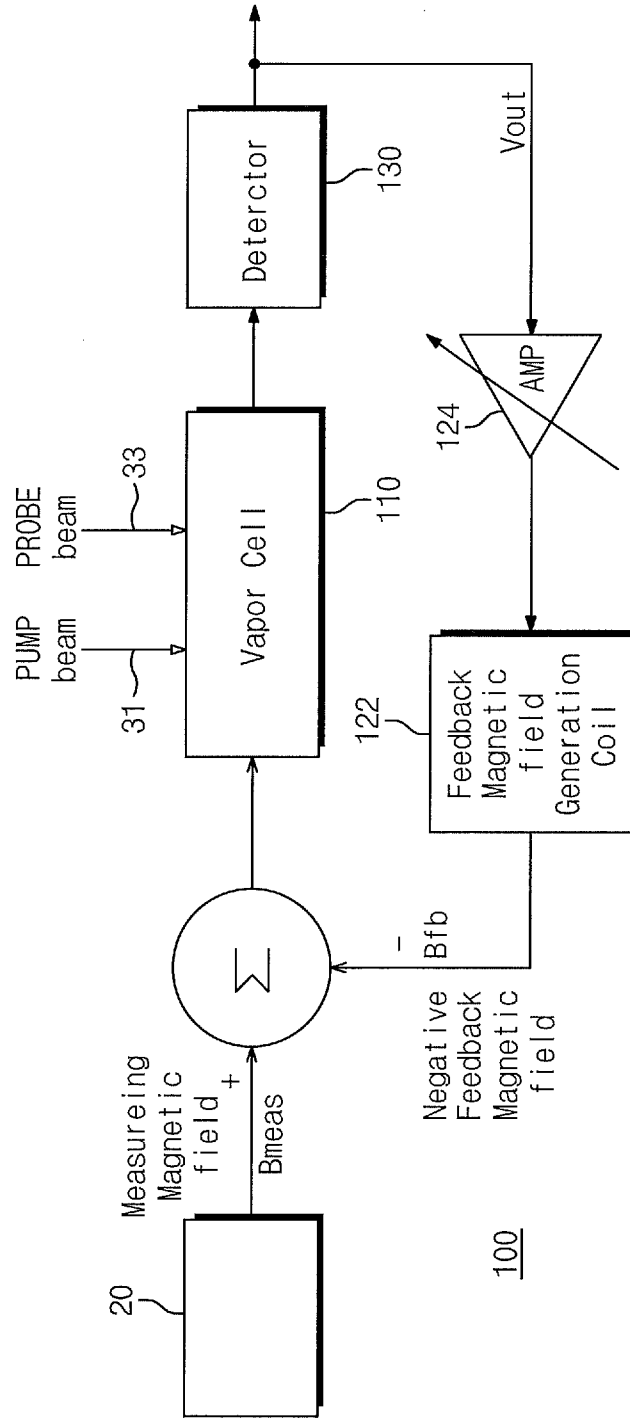 20
Measureing
Magnetic
field
+
Bmeas
Σ
PUMP
beam
31
PROBE
beam
33
Vapor Cell
110
Deterctor
130
Vout
AMP
124
Feedback
Magnetic
field
Generation
Coil
122
-
Bfb
Negative
Feedback
Magnetic
field
100